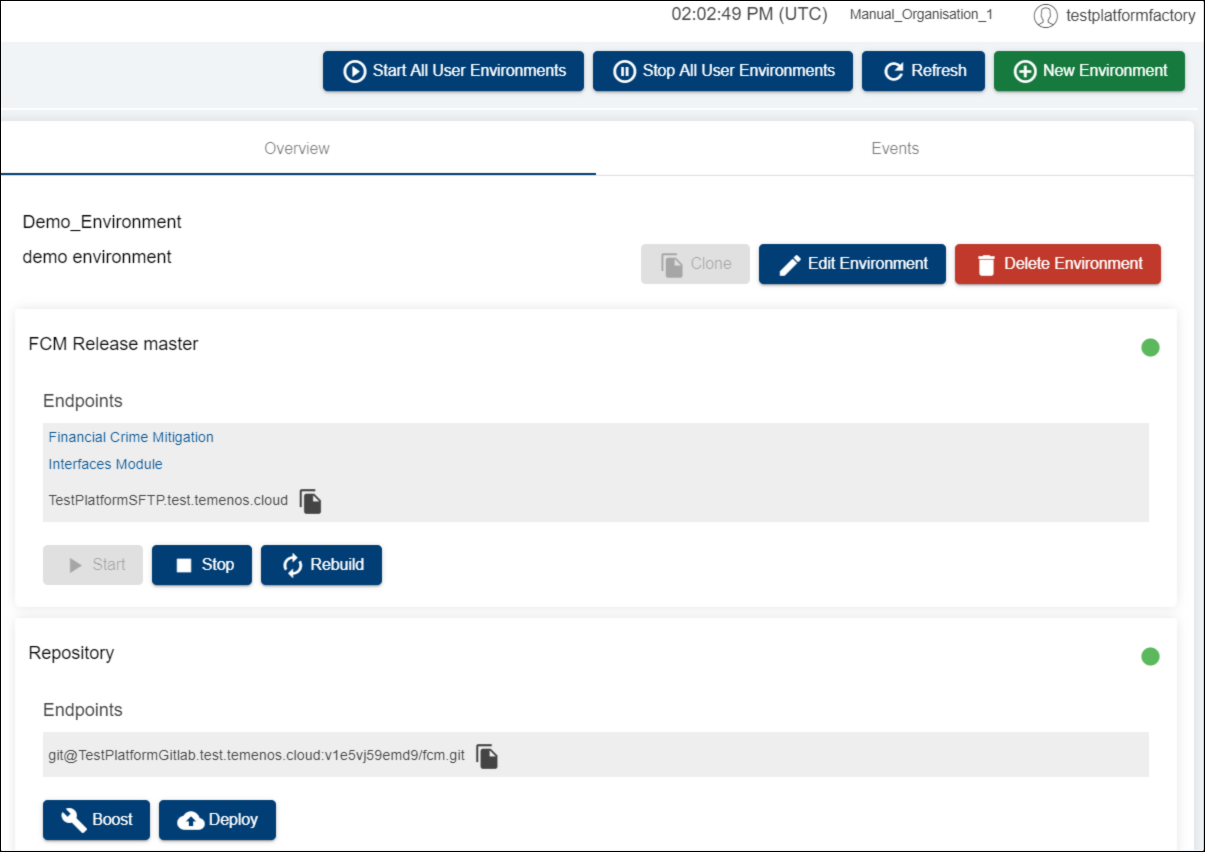 02:02:49 PM (UTC) Manual_Organisation_1 testplatformfactory
Start All User Environments Stop All User Environments Refresh New Environment
Overview Events
Demo_Environment
demo environment
Clone Edit Environment Delete Environment
FCM Release master
Endpoints
Financial Crime Mitigation
Interfaces Module
TestPlatformSFTP.test.temenos.cloud
Start Stop Rebuild
Repository
Endpoints
git@TestPlatformGitlab.test.temenos.cloud:v1e5vj59emd9/fcm.git
Boost Deploy